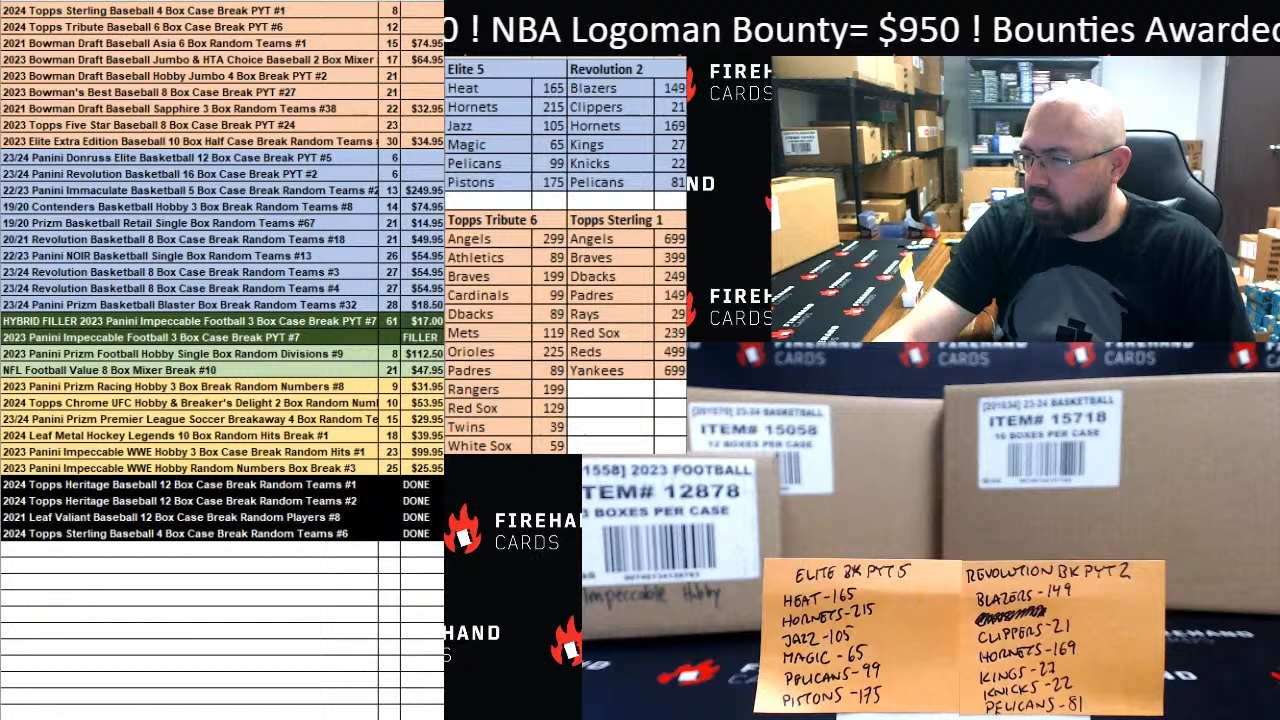 2024 Topps Sterling Baseball 4 Box Case Break PYT #1 8
2024 Topps Tribute Baseball 6 Box Case Break PYT #6 12
2021 Bowman Draft Baseball Asia 6 Box Random Teams #1 15 $74.95
2023 Bowman Draft Baseball Jumbo & HTA Choice Baseball 2 Box Mixer 17 $64.95
2023 Bowman Draft Baseball Hobby Jumbo 4 Box Break PYT #2 21
2023 Bowman's Best Baseball 8 Box Case Break PYT #27 21
2021 Bowman Draft Baseball Sapphire 3 Box Random Teams #38 22 $32.95
2023 Topps Five Star Baseball 8 Box Case Break PYT #24 23
2023 Elite Extra Edition Baseball 10 Box Half Case Break Random Teams 30 $34.95
23/24 Panini Donruss Elite Basketball 12 Box Case Break PYT #5 6
23/24 Panini Revolution Basketball 16 Box Case Break PYT #2 6
22/23 Panini Immaculate Basketball 5 Box Case Break Random Teams #2 13 $249.95
19/20 Contenders Basketball Hobby 3 Box Random Teams #8 14 $74.95
19/20 Prizm Basketball Retail Single Box Random Teams #67 21 $14.95
20/21 Revolution Basketball 8 Box Case Break Random Teams #18 21 $49.95
22/23 Panini NOIR Basketball Single Box Random Teams #13 26 $54.95
23/24 Revolution Basketball 8 Box Case Break Random Teams #3 27 $54.95
23/24 Revolution Basketball 8 Box Case Break Random Teams #4 27 $54.95
23/24 Panini Prizm Basketball Blaster Box Break Random Teams #32 28 $18.50
HYBRID FILLER 2023 Panini Impeccable Football 3 Box Case Break PYT #7 61 $17.00
2023 Panini Impeccable Football 3 Box Case Break PYT #7 FILLER
2023 Panini Prizm Football Hobby Single Box Random Divisions #9 8 $112.50
NFL Football Value 8 Box Mixer Break #10 21 $47.95
2023 Panini Prizm Racing Hobby 3 Box Break Random Numbers #8 9 $31.95
2024 Topps Chrome UFC Hobby & Breaker's Delight 2 Box Random Numl 10 $53.95
23/24 Panini Prizm Premier League Soccer Breakaway 4 Box Random Te 15 $29.95
2024 Leaf Metal Hockey Legends 10 Box Random Hits Break #1 18 $39.95
2023 Panini Impeccable WWE Hobby 3 Box Case Break Random Hits #1 23 $99.95
2023 Panini Impeccable WWE Hobby Random Numbers Box Break #3 25 $25.95
2024 Topps Heritage Baseball 12 Box Case Break Random Teams #1 DONE
2024 Topps Heritage Baseball 12 Box Case Break Random Teams #2 DONE
2021 Leaf Valiant Baseball 12 Box Case Break Random Players #8 DONE
2024 Topps Sterling Baseball 4 Box Case Break Random Teams #6 DONE
0 ! NBA Logoman Bounty= $950 ! Bounties Awarded
Elite 5 Revolution 2
Heat 165 Blazers 149
Hornets 215 Clippers 21
Jazz 105 Hornets 169
Magic 65 Kings 27
Pelicans 99 Knicks 22
Pistons 175 Pelicans 81
Topps Tribute 6 Topps Sterling 1
Angels 299 Angels 699
Athletics 89 Braves 399
Braves 199 Dbacks 249
Cardinals 99 Padres 149
Dbacks 89 Rays 29
Mets 119 Red Sox 239
Orioles 225 Reds 499
Padres 89 Yankees 699
Rangers 199
Red Sox 129
Twins 39
White Sox 59
FIREH
CARDS
ND
FIREH
CARDS
FIREHAN
CARDS
HAND
S
CARDS
[201634] 23-24 BASKETBALL
ITEM# 15718
16 BOXES PER CASE
23-24 BASKETBALL
ITEM# 15058
12 BOXES PER CASE
1558] 2023 FOOTBALL
TEM# 12878
3 BOXES PER CASE
Impeccable Hobby
ELITE BK PYT 5
HEAT-165
HORNETS-215
JAZZ-105
MAGIC-65
PELICANS-99
PISTONS-175
REVOLUTION BK PYT 2
BLAZERS-149
CLIPPERS-21
HORNETS-169
KINGS-27
KNICKS-22
PELICANS-81